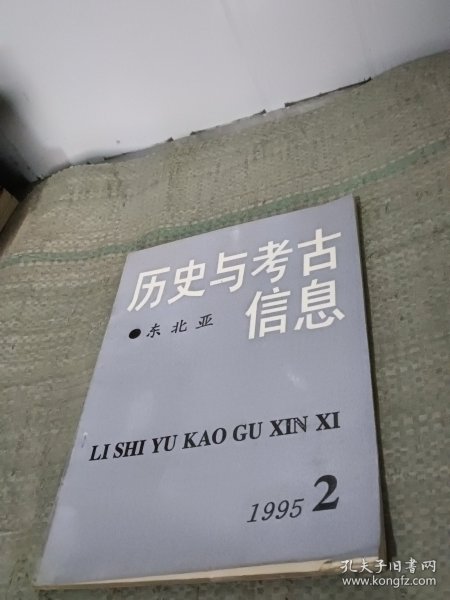 历史与考古
信息
●东北亚
LI SHI YU KAO GU XIN XI
1995 2
孔夫子旧书网
www.kongfz.com